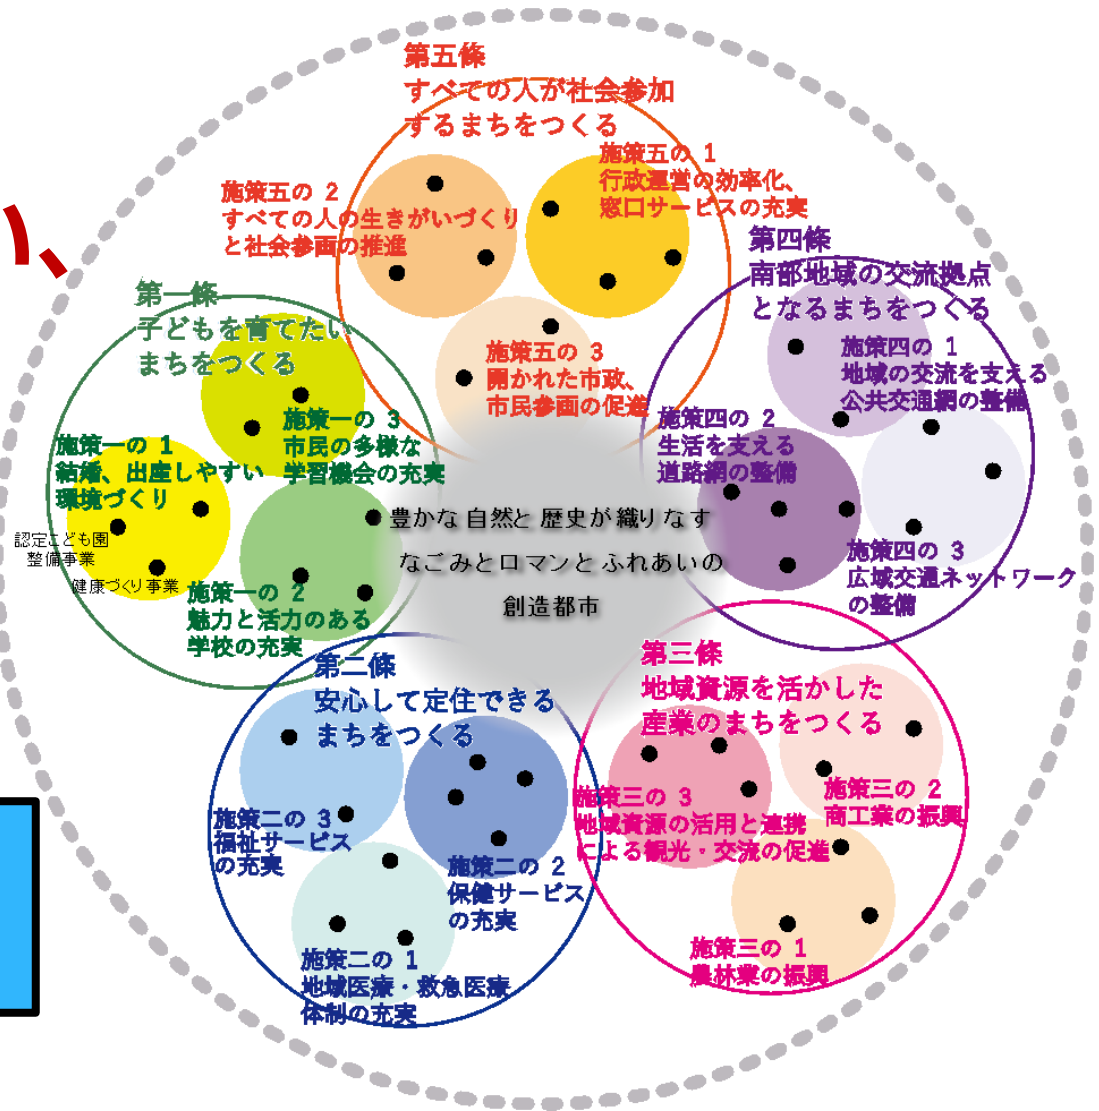 第五條
すべての人が社会参加
するまちをつくる
施策五の 1
行政運営の効率化、
窓口サービスの充実
施策五の 2
すべての人の生きがいづくり
と社会参画の推進
施策五の 3
開かれた市政、
市民参画の促進
第四條
南部地域の交流拠点
となるまちをつくる
施策四の 1
地域の交流を支える
公共交通網の整備
施策四の 2
生活を支える
道路網の整備
施策四の 3
広域交通ネットワーク
の整備
第一條
子どもを育てたい
まちをつくる
施策一の 3
市民の多様な
学習機会の充実
施策一の 1
結婚、出産しやすい
環境づくり
認定こども園
整備事業
健康づくり事業
施策一の 2
魅力と活力のある
学校の充実
豊かな自然と歴史が織りなす
なごみとロマンとふれあいの
創造都市
第二條
安心して定住できる
まちをつくる
施策二の 3
福祉サービス
の充実
施策二の 2
保健サービス
の充実
施策二の 1
地域医療・救急医療
体制の充実
第三條
地域資源を活かした
産業のまちをつくる
施策三の 3
地域資源の活用と連携
による観光・交流の促進
施策三の 2
商工業の振興
施策三の 1
農林業の振興